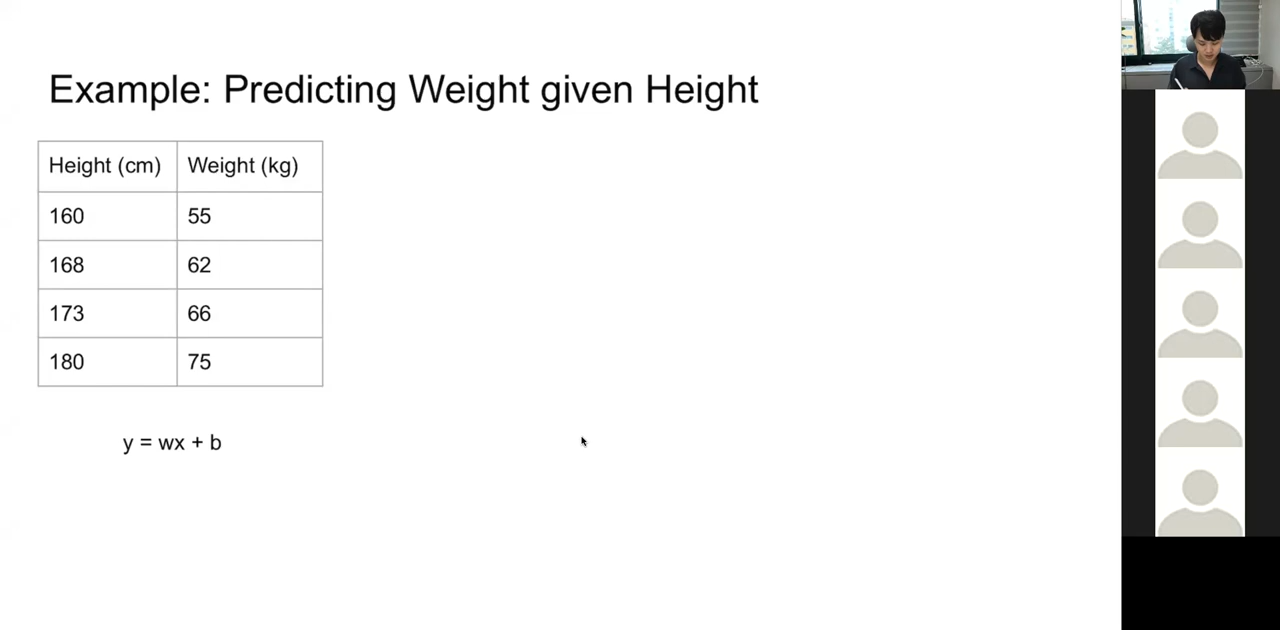 Example: Predicting Weight given Height
Height (cm) Weight (kg)
160 55
168 62
173 66
180 75
y = wx + b